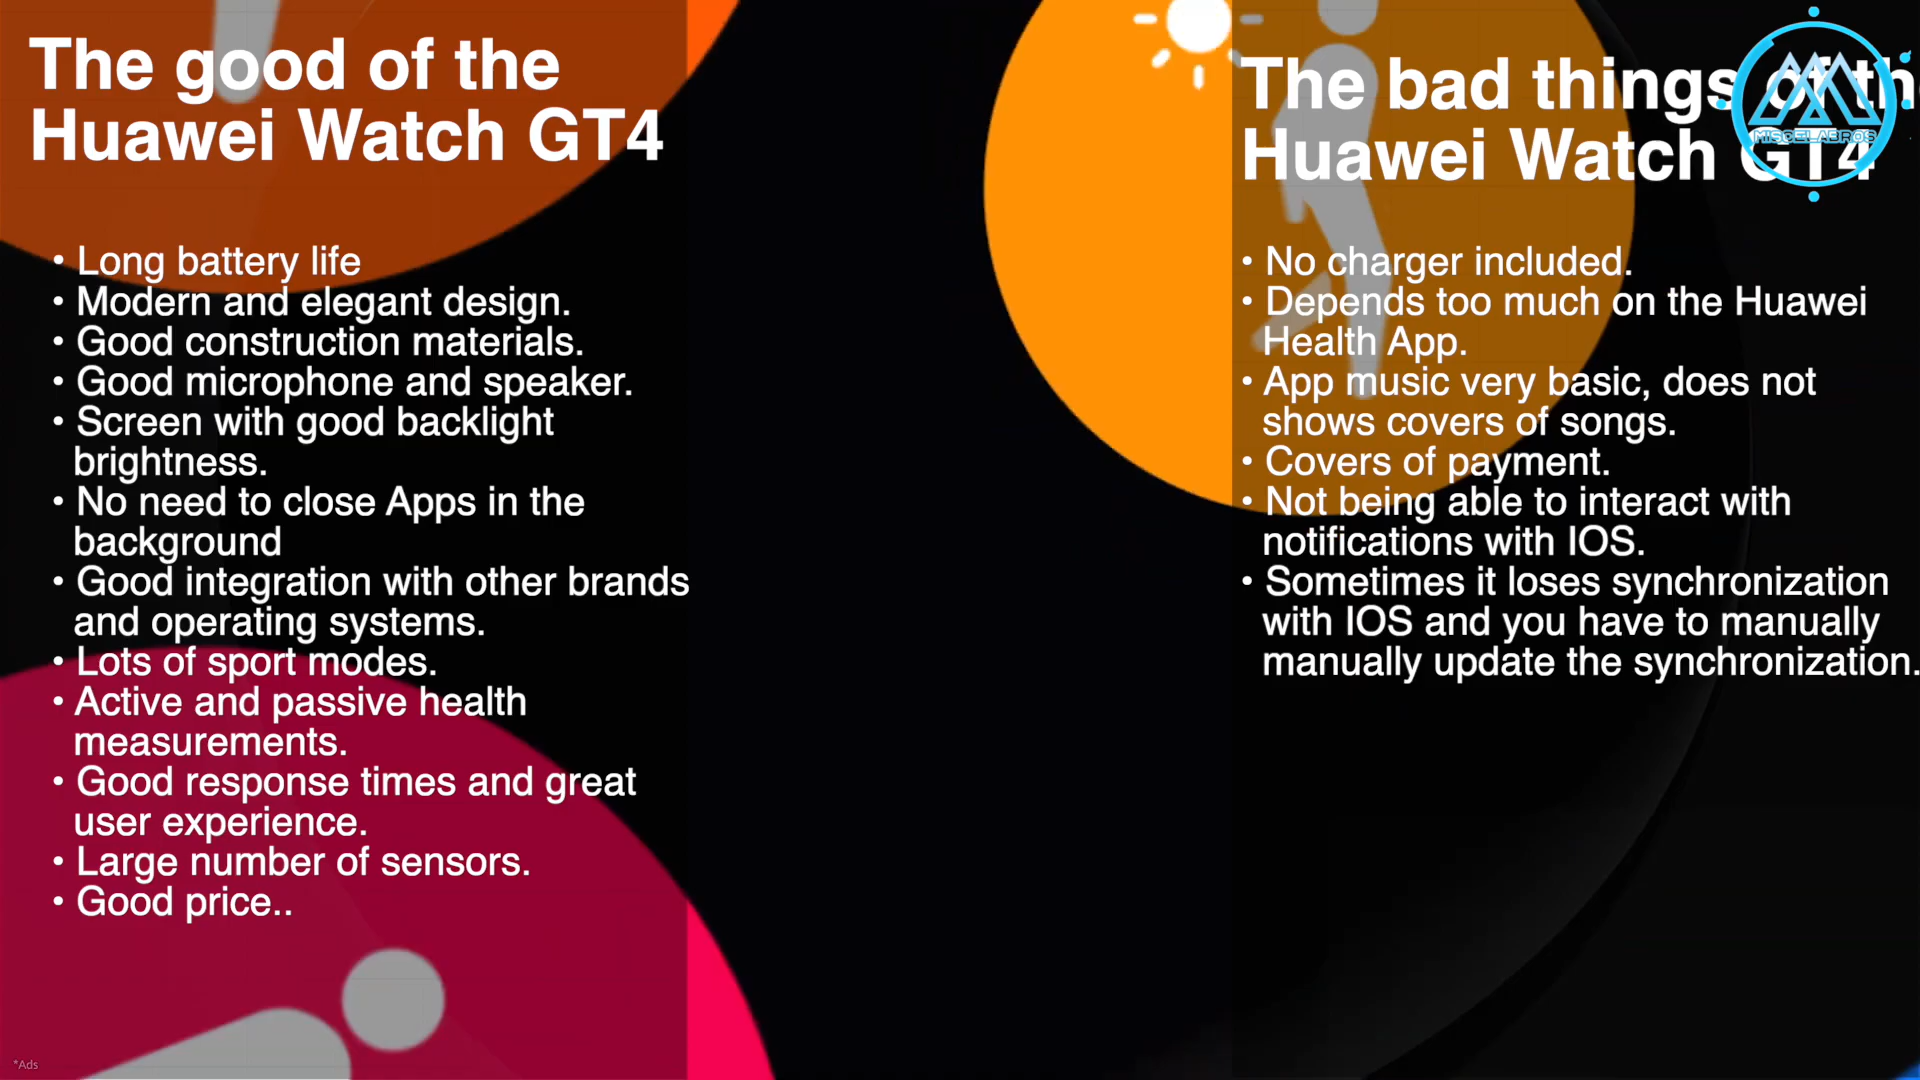 The good of the
Huawei Watch GT4
• Long battery life
• Modern and elegant design.
• Good construction materials.
• Good microphone and speaker.
• Screen with good backlight
brightness.
• No need to close Apps in the
background
• Good integration with other brands
and operating systems.
• Lots of sport modes.
• Active and passive health
measurements.
• Good response times and great
user experience.
• Large number of sensors.
• Good price..
The bad things of the
Huawei Watch GT4
• No charger included.
• Depends too much on the Huawei
Health App.
• App music very basic, does not
shows covers of songs.
• Covers of payment.
• Not being able to interact with
notifications with IOS.
• Sometimes it loses synchronization
with IOS and you have to manually
manually update the synchronization.
MISCELABROS
*Ads